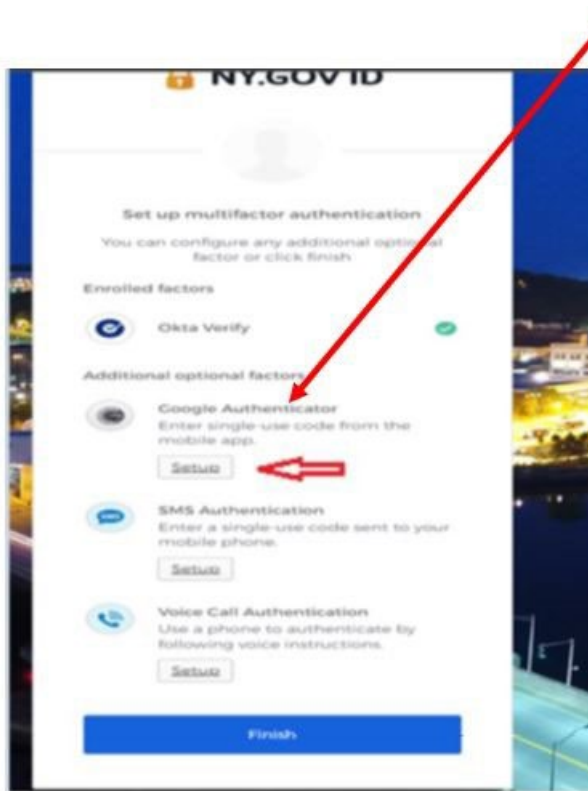 NY.GOV ID
Set up multifactor authentication
You can configure any additional optional
factor or click finish
Enrolled factors
Okta Verify
Additional optional factors
Google Authenticator
Enter single-use code from the
mobile app.
Setup
SMS Authentication
Enter a single-use code sent to your
mobile phone.
Setup
Voice Call Authentication
Use a phone to authenticate by
following voice instructions.
Setup
Finish